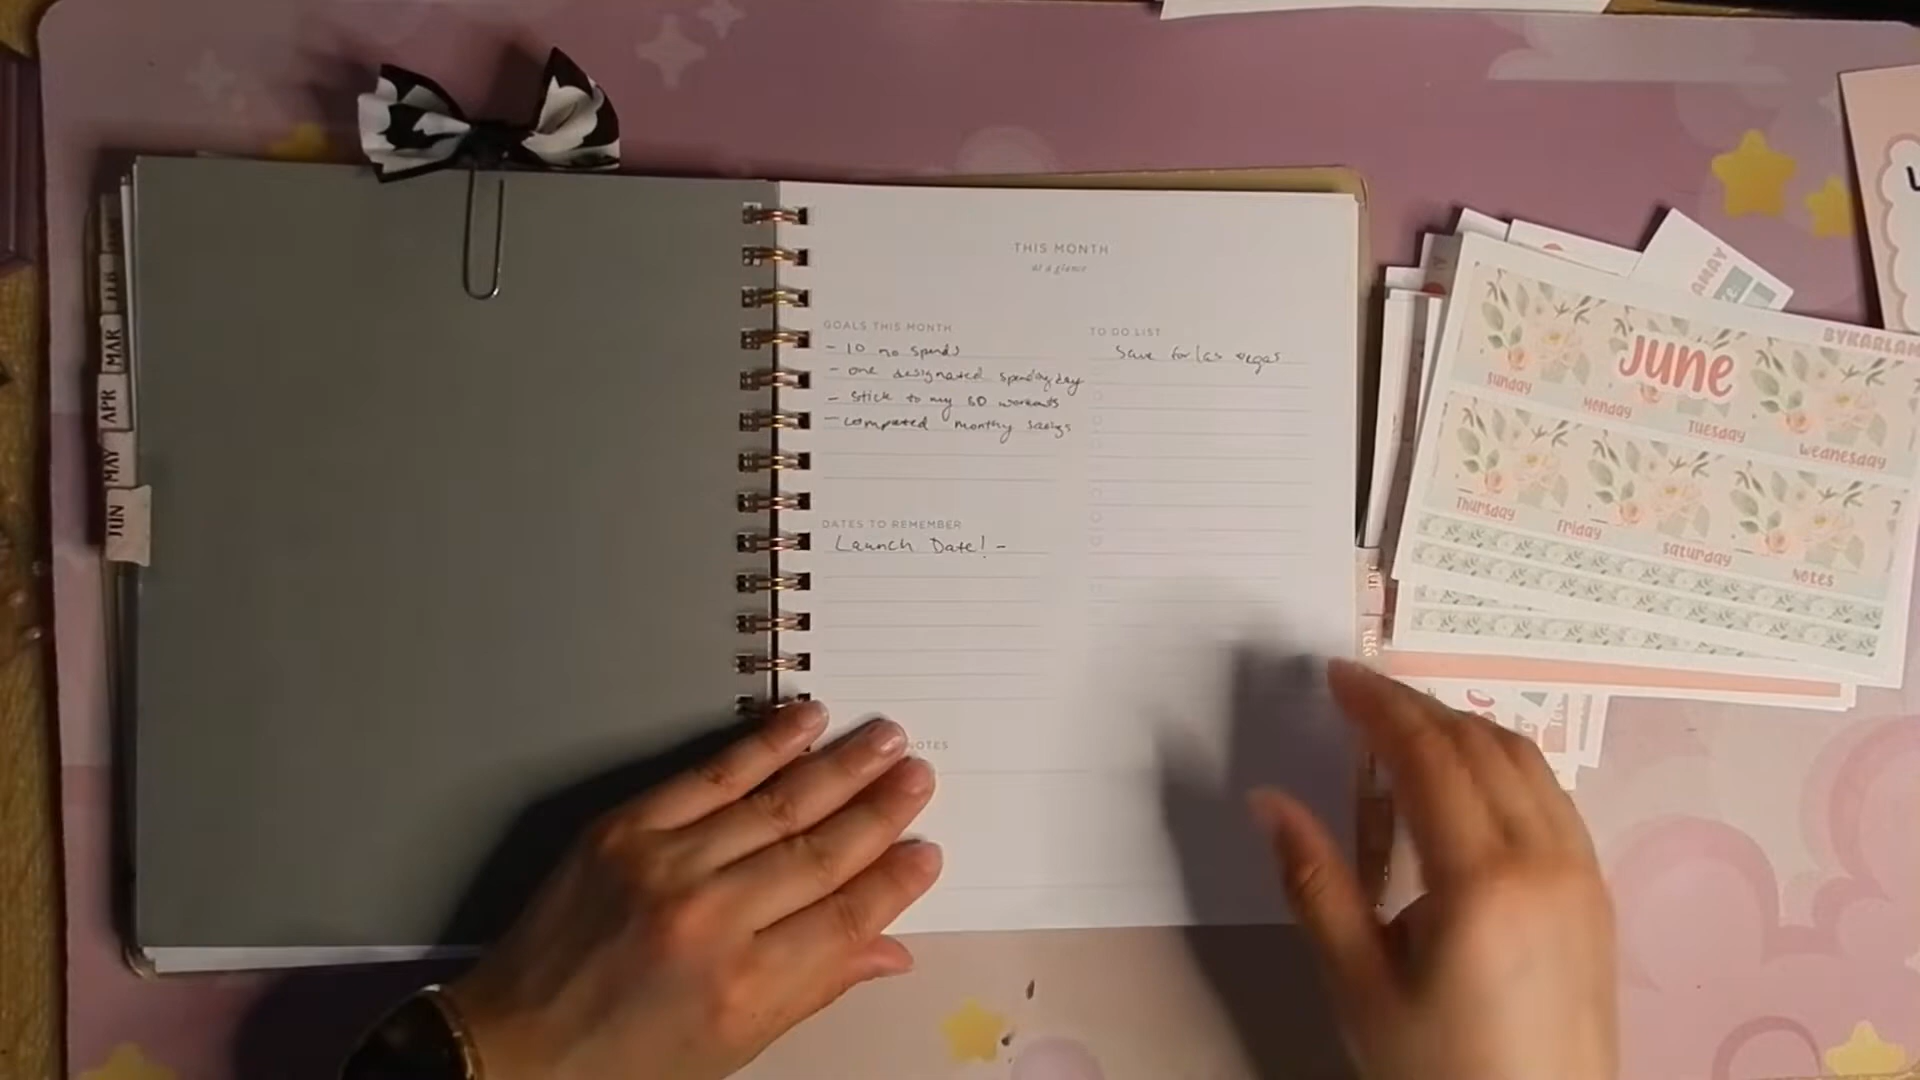 THIS MONTH
at a glance
GOALS THIS MONTH
- 10 no spends
- one designated spending day
- stick to my 50 workouts
- completed monthly savings
DATES TO REMEMBER
Launch Date! -
NOTES
TO DO LIST
Save for las vegas
MAR
APR
MAY
JUN
JUNE
Sunday
Monday
Tuesday
Wednesday
Thursday
Friday
Saturday
Notes